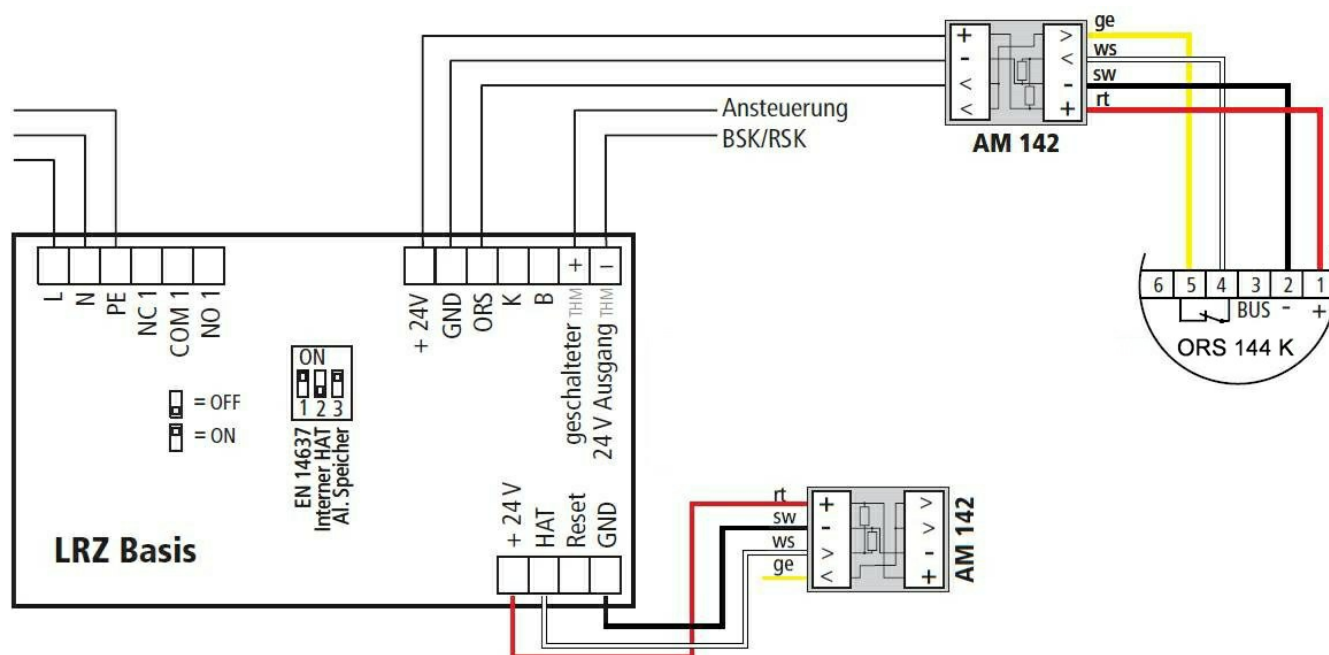 ge
+ >
ws
- <
sw
< -
rt
< +
AM 142
Ansteuerung
BSK/RSK
6 5 4 3 2 1
BUS - +
ORS 144 K
L
N
PE
NC 1
COM 1
NO 1
+ 24V
GND
ORS
K
B
+
−
geschalteter THM
24 V Ausgang THM
= OFF
= ON
ON
1 2 3
EN 14637
Interner HAT
Al. Speicher
LRZ Basis
+ 24 V
HAT
Reset
GND
rt
+ >
sw
- >
ws
> -
ge
< +
AM 142